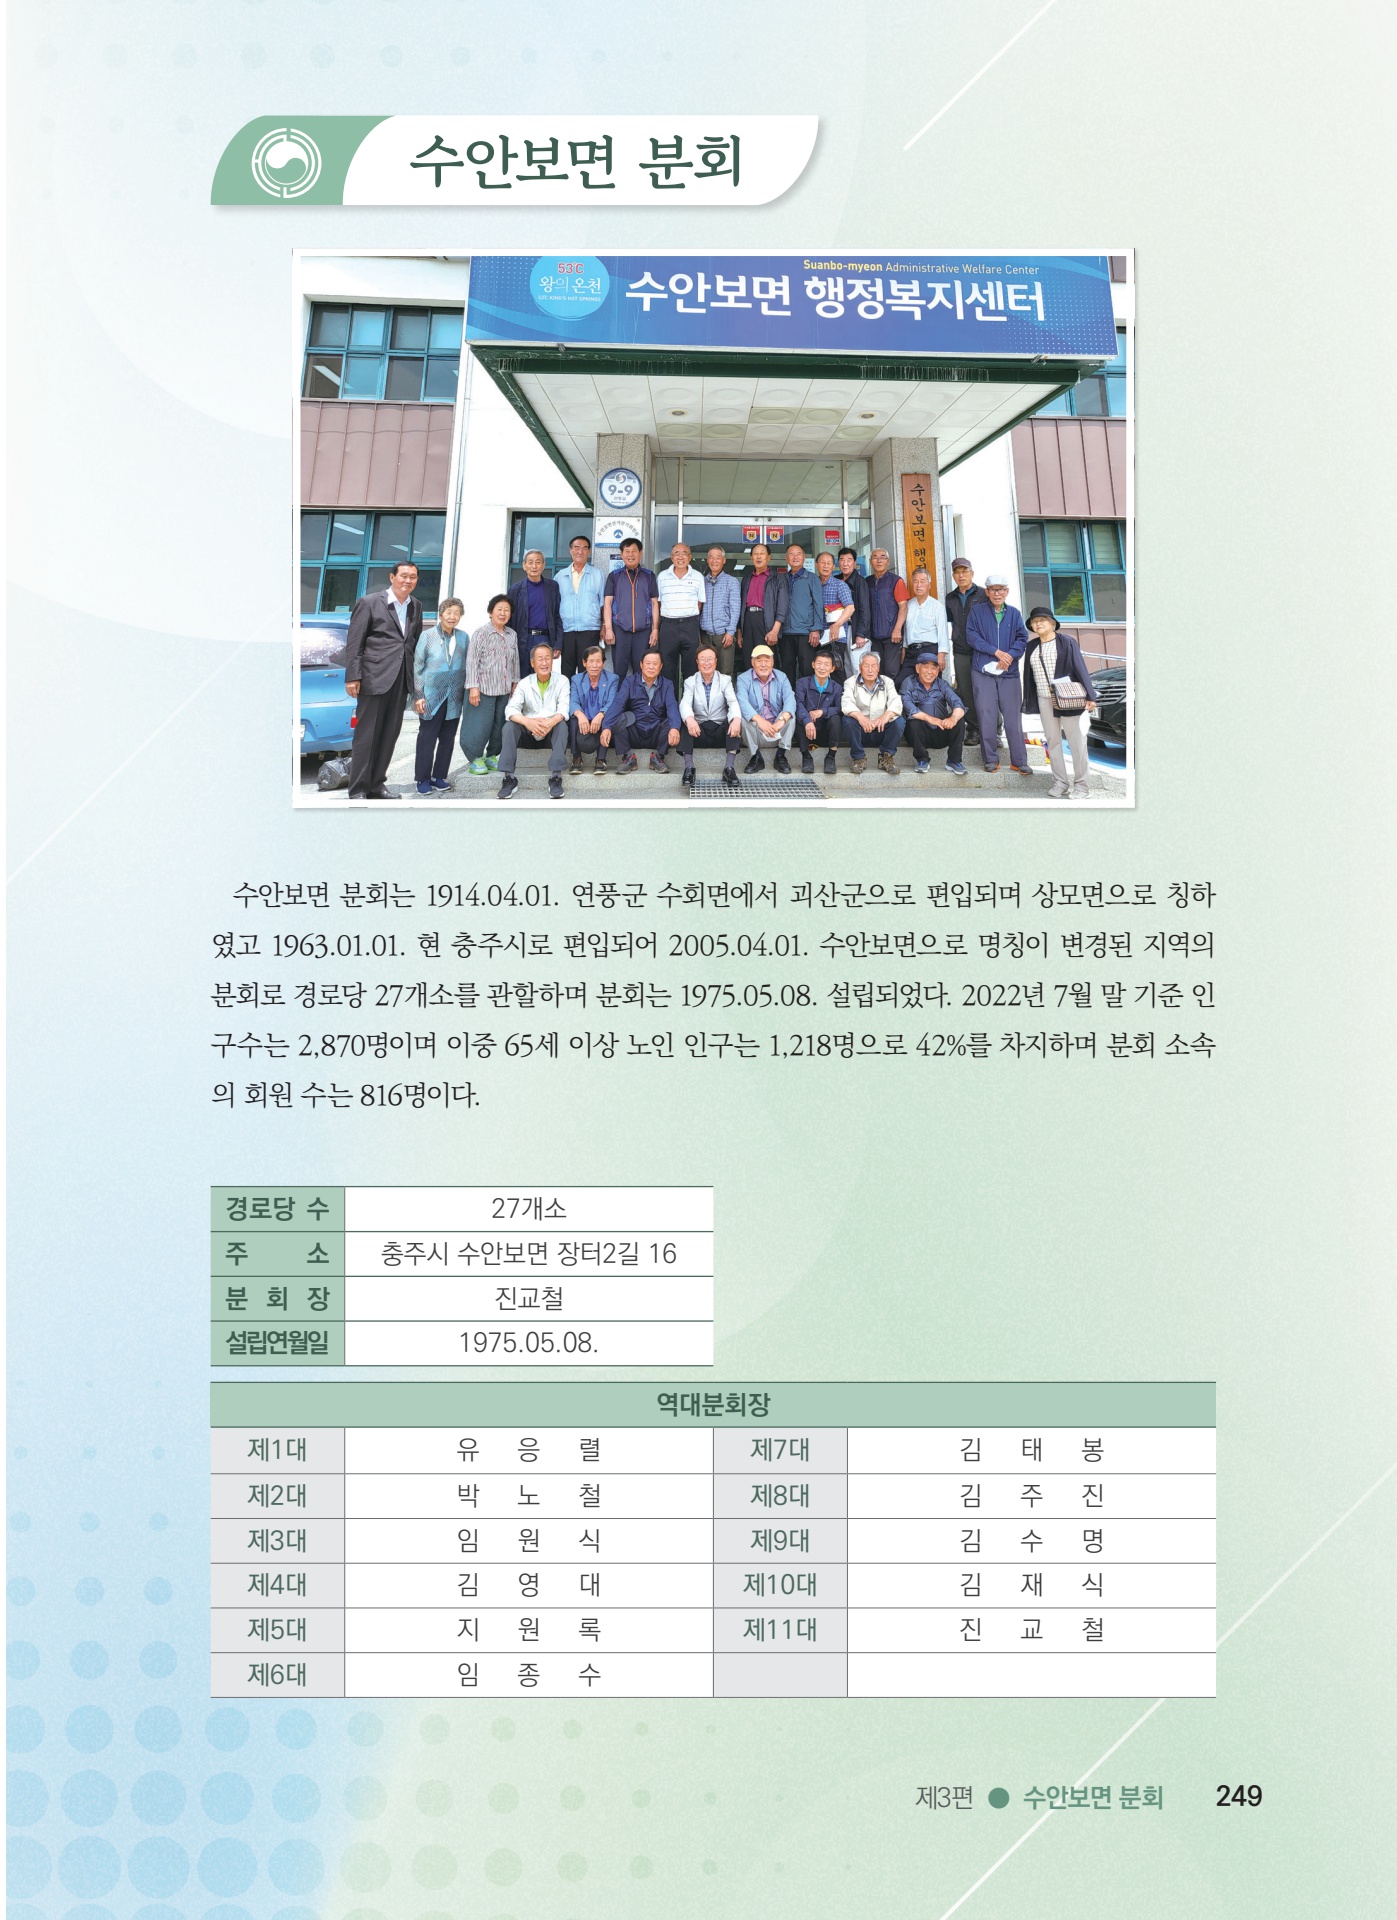 수안보면 분회
53℃
왕의 온천
Suanbo-myeon Administrative Welfare Center
수안보면 행정복지센터
9-9
수안보면 행
수안보면 분회는 1914.04.01. 연풍군 수회면에서 괴산군으로 편입되며 상모면으로 칭하
였고 1963.01.01. 현 충주시로 편입되어 2005.04.01. 수안보면으로 명칭이 변경된 지역의
분회로 경로당 27개소를 관할하며 분회는 1975.05.08. 설립되었다. 2022년 7월 말 기준 인
구수는 2,870명이며 이중 65세 이상 노인 인구는 1,218명으로 42%를 차지하며 분회 소속
의 회원 수는 816명이다.
경로당 수 27개소
주 소 충주시 수안보면 장터2길 16
분 회 장 진교철
설립연월일 1975.05.08.
역대분회장
제1대 유 응 렬 제7대 김 태 봉
제2대 박 노 철 제8대 김 주 진
제3대 임 원 식 제9대 김 수 명
제4대 김 영 대 제10대 김 재 식
제5대 지 원 록 제11대 진 교 철
제6대 임 종 수
제3편 ● 수안보면 분회 249